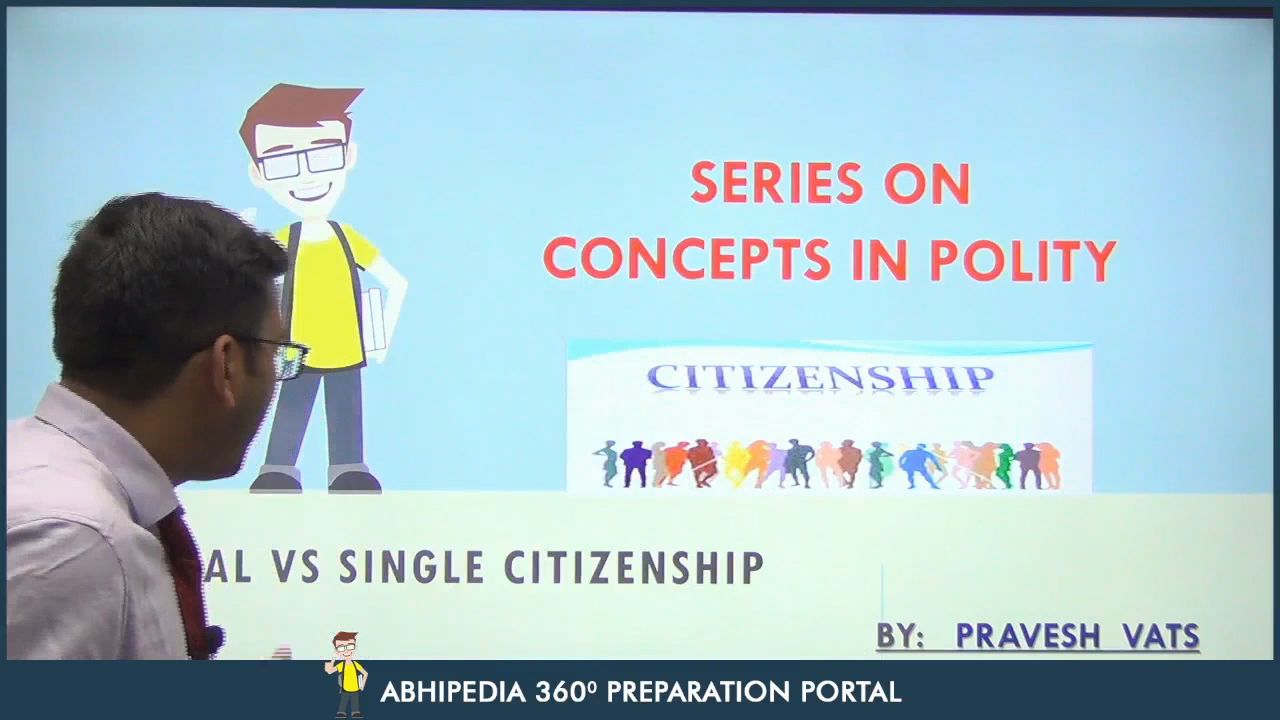 SERIES ON
CONCEPTS IN POLITY
CITIZENSHIP
AL VS SINGLE CITIZENSHIP
BY: PRAVESH VATS
ABHIPEDIA 360⁰ PREPARATION PORTAL